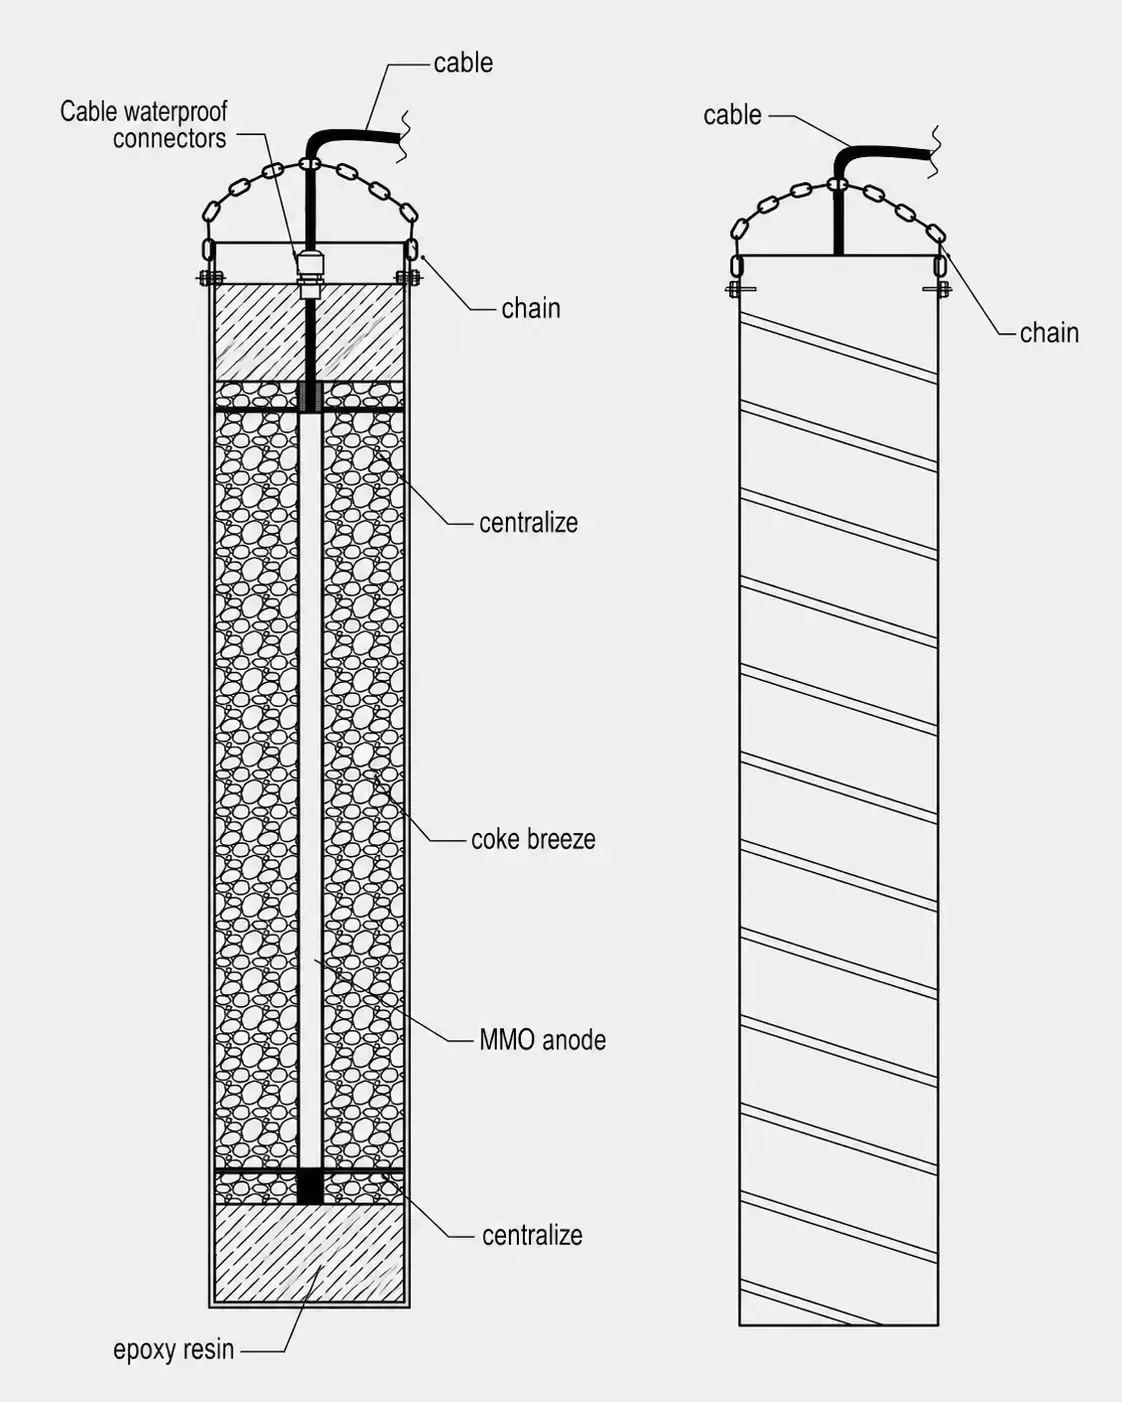 cable
Cable waterproof
connectors
chain
centralize
coke breeze
MMO anode
centralize
epoxy resin
cable
chain